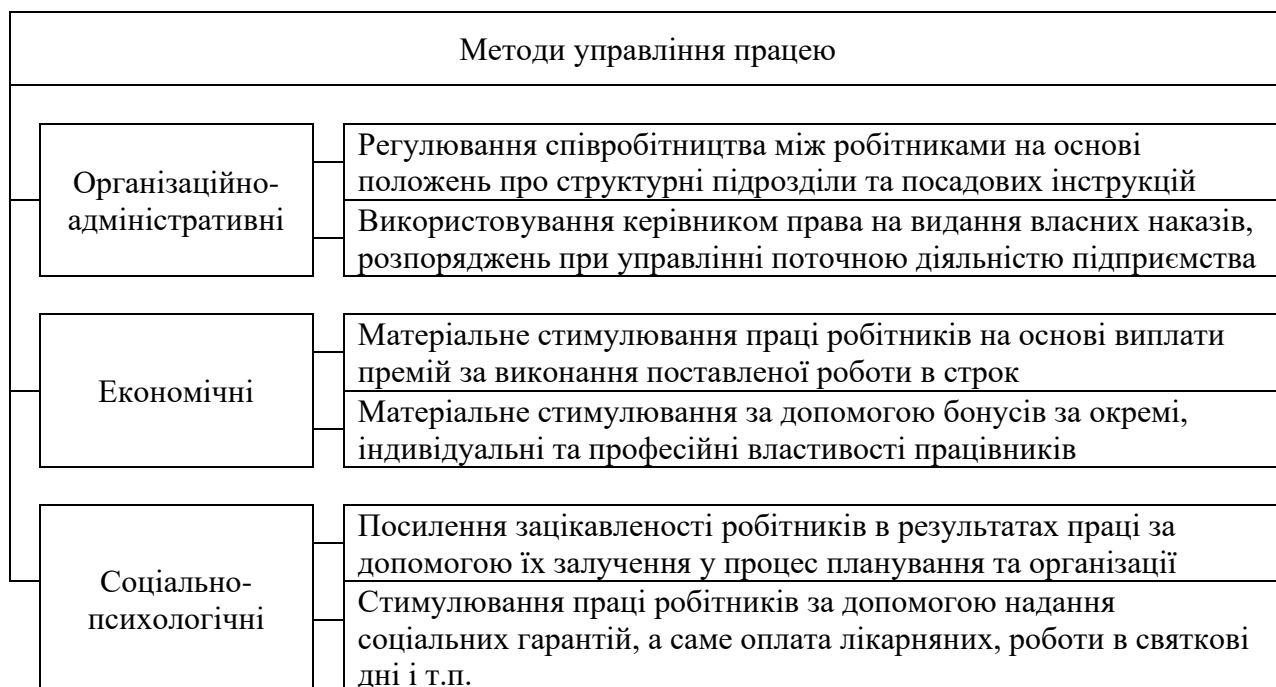 Методи управління працею
Організаційно-
адміністративні
Регулювання співробітництва між робітниками на основі
положень про структурні підрозділи та посадових інструкцій
Використовування керівником права на видання власних наказів,
розпоряджень при управлінні поточною діяльністю підприємства
Економічні
Матеріальне стимулювання праці робітників на основі виплати
премій за виконання поставленої роботи в строк
Матеріальне стимулювання за допомогою бонусів за окремі,
індивідуальні та професійні властивості працівників
Соціально-
психологічні
Посилення зацікавленості робітників в результатах праці за
допомогою їх залучення у процес планування та організації
Стимулювання праці робітників за допомогою надання
соціальних гарантій, а саме оплата лікарняних, роботи в святкові
дні і т.п.